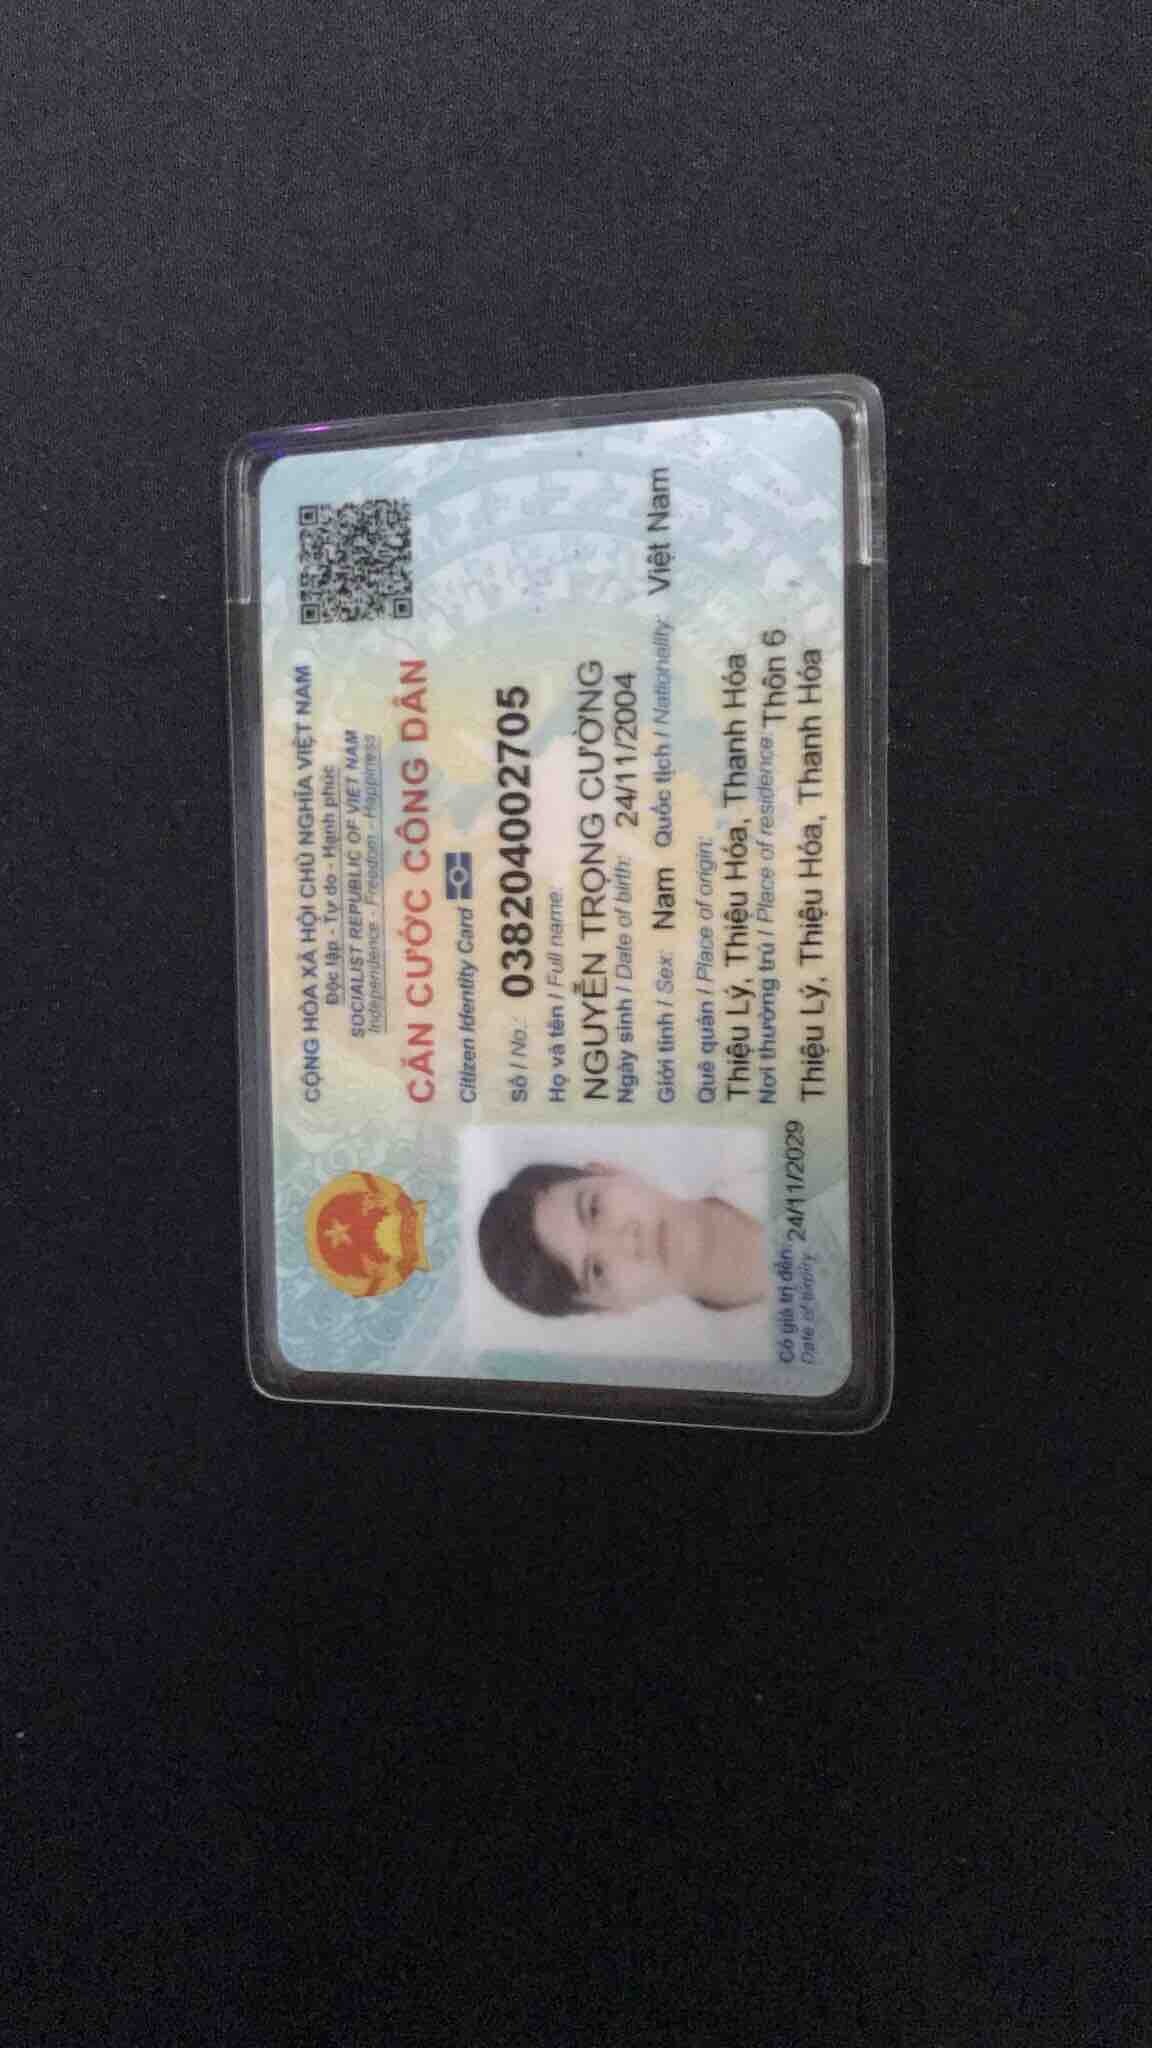 CỘNG HÒA XÃ HỘI CHỦ NGHĨA VIỆT NAM
Độc lập - Tự do - Hạnh phúc
SOCIALIST REPUBLIC OF VIET NAM
Independence - Freedom - Happiness
CĂN CƯỚC CÔNG DÂN
Citizen Identity Card
Số / No.: 038204002705
Họ và tên / Full name:
NGUYỄN TRỌNG CƯỜNG
Ngày sinh / Date of birth: 24/11/2004
Giới tính / Sex: Nam Quốc tịch / Nationality: Việt Nam
Quê quán / Place of origin:
Thiệu Lý, Thiệu Hóa, Thanh Hóa
Nơi thường trú / Place of residence: Thôn 6
Thiệu Lý, Thiệu Hóa, Thanh Hóa
Có giá trị đến: 24/11/2029
Date of expiry